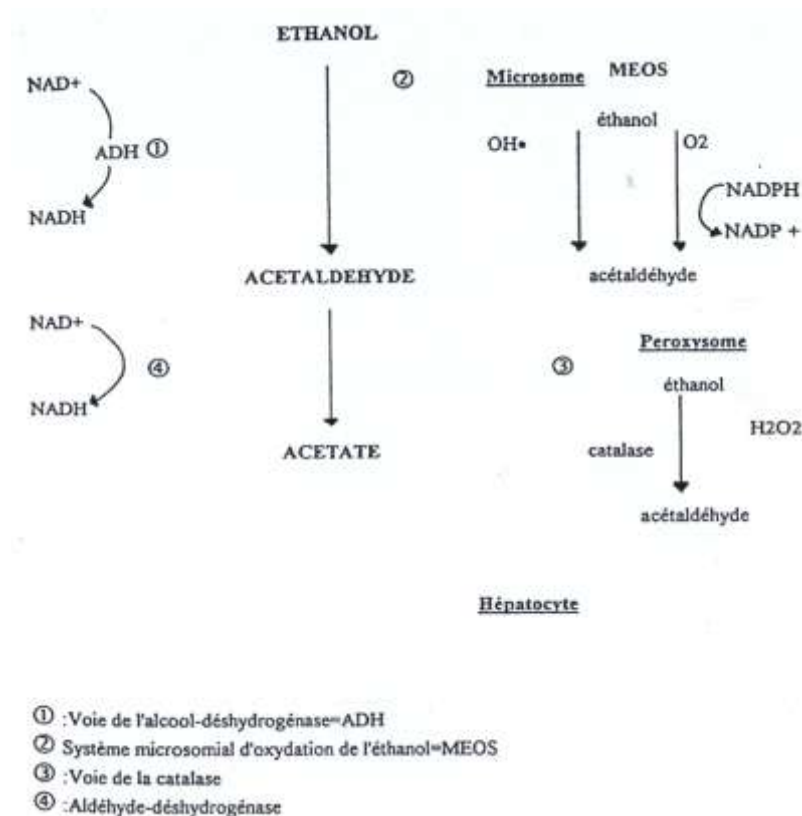 ETHANOL
②
NAD+
ADH ①
NADH
ACETALDEHYDE
NAD+
④
NADH
ACETATE
Microsome MEOS
éthanol
OH•
O2
NADPH
NADP +
acétaldéhyde
Peroxysome
③
éthanol
H2O2
catalase
acétaldéhyde
Hépatocyte
① :Voie de l'alcool-déshydrogénase=ADH
② Système microsomial d'oxydation de l'éthanol=MEOS
③ :Voie de la catalase
④ :Aldéhyde-déshydrogénase